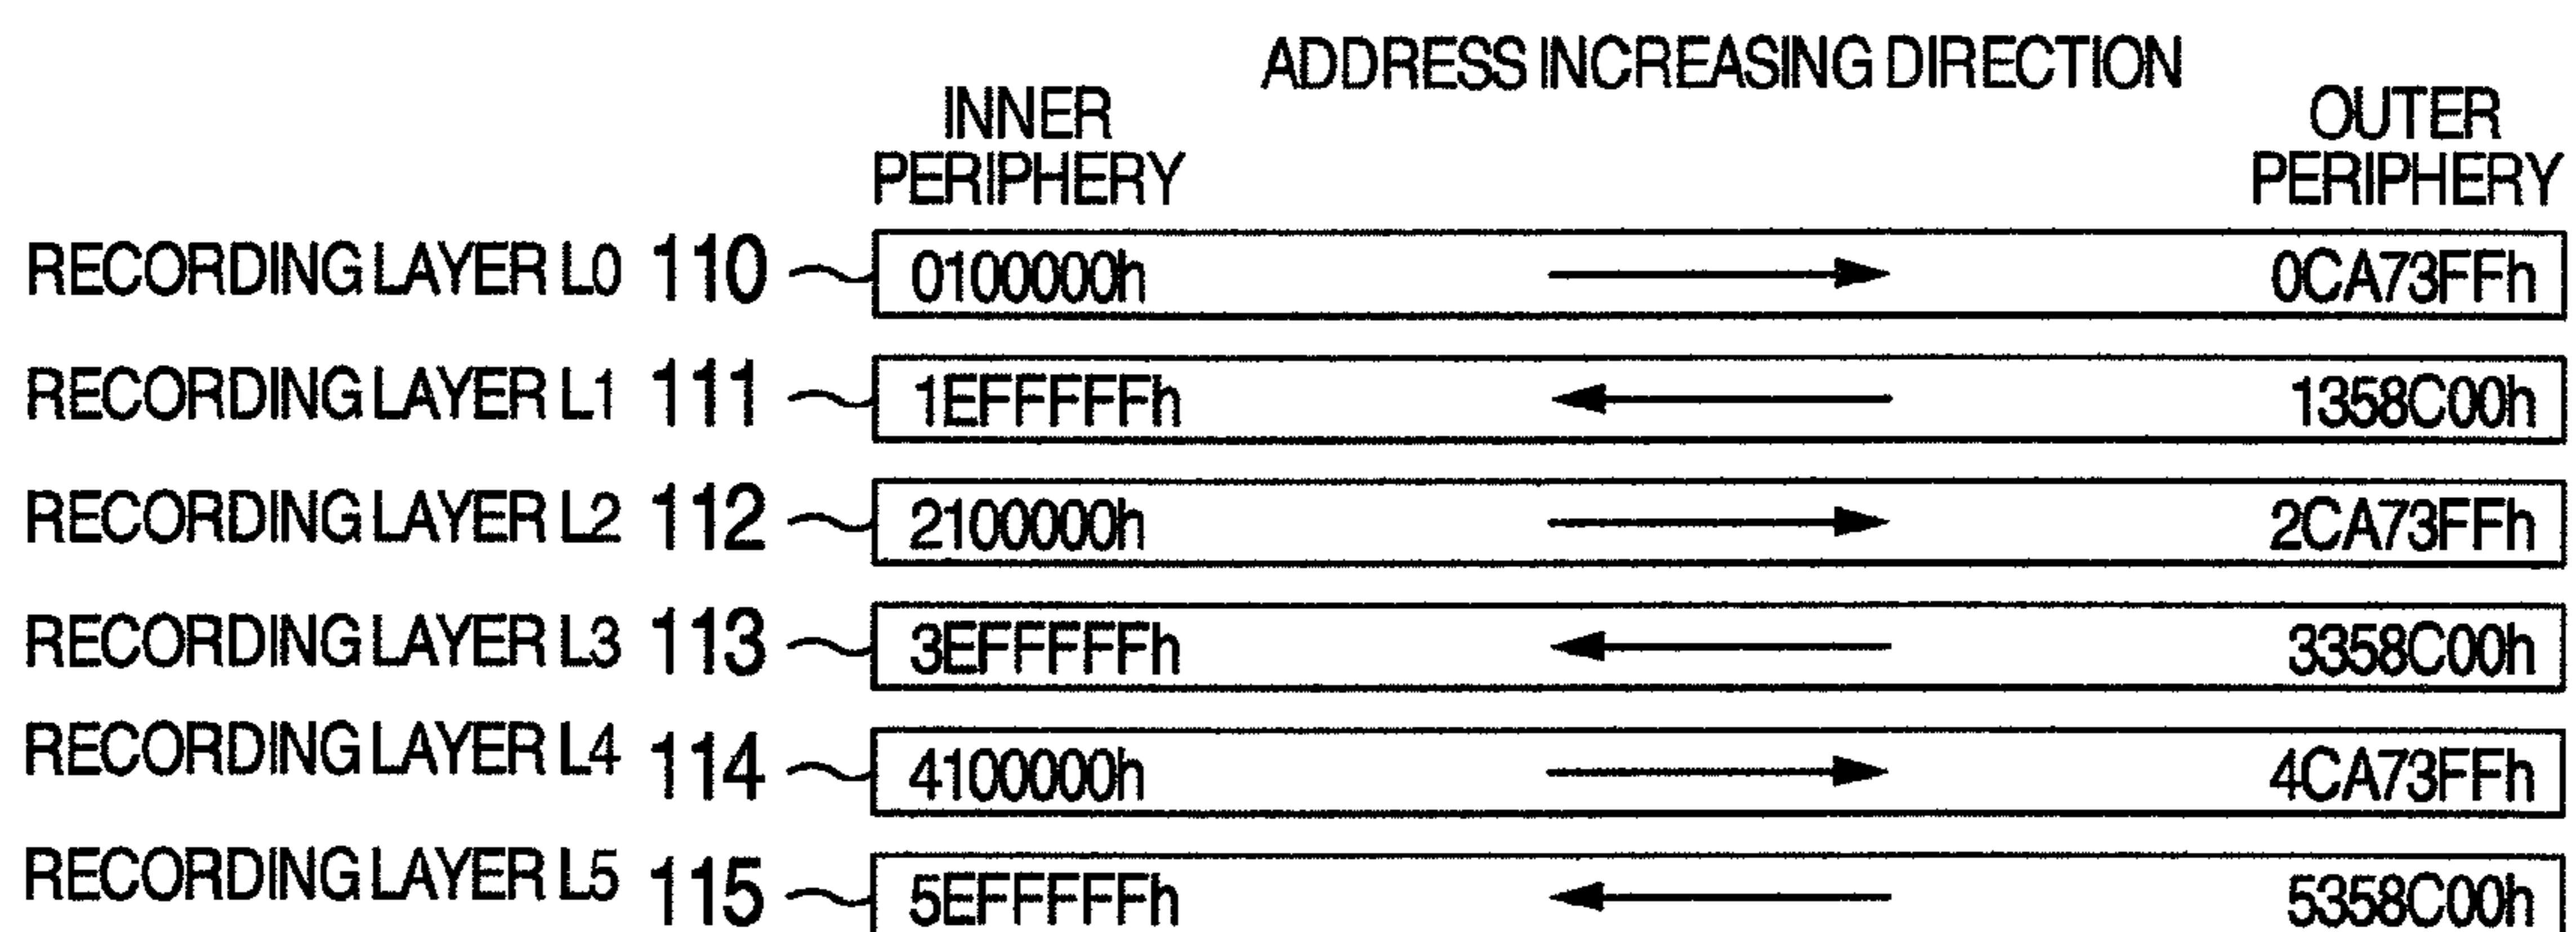 ADDRESS INCREASING DIRECTION
INNER
PERIPHERY
OUTER
PERIPHERY
RECORDING LAYER L0 110 0100000h 0CA73FFh
RECORDING LAYER L1 111 1EFFFFFh 1358C00h
RECORDING LAYER L2 112 2100000h 2CA73FFh
RECORDING LAYER L3 113 3EFFFFFh 3358C00h
RECORDING LAYER L4 114 4100000h 4CA73FFh
RECORDING LAYER L5 115 5EFFFFFh 5358C00h